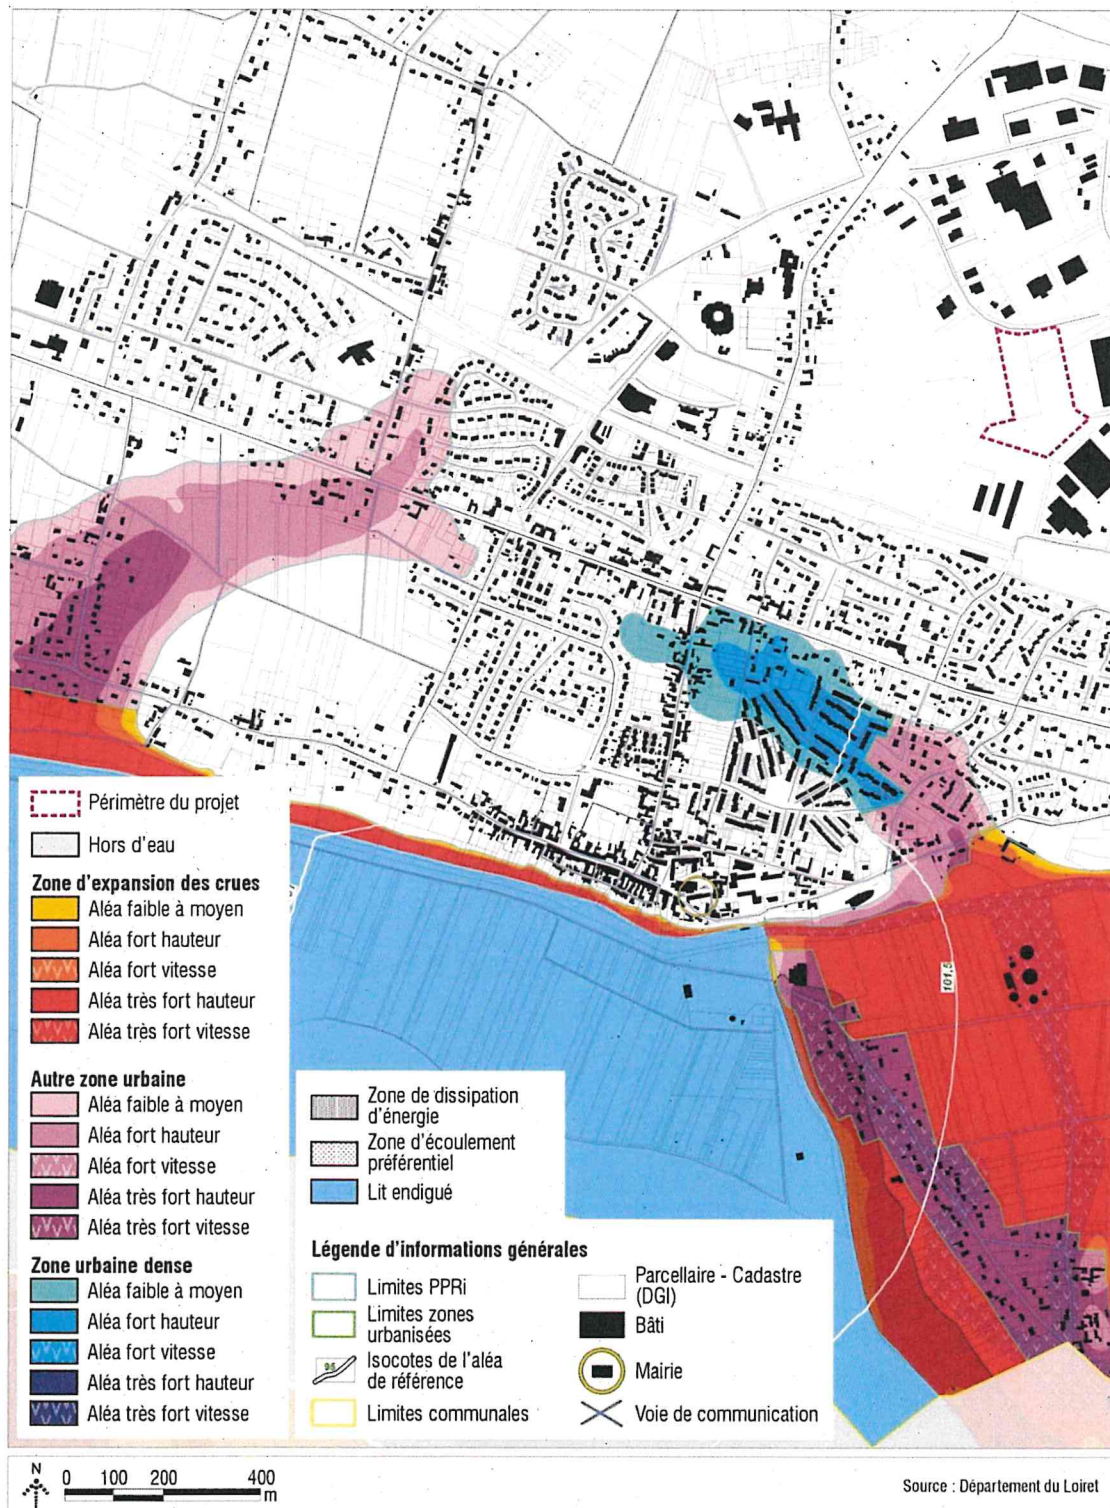 101,5
Périmètre du projet
Hors d'eau
Zone d'expansion des crues
Aléa faible à moyen
Aléa fort hauteur
Aléa fort vitesse
Aléa très fort hauteur
Aléa très fort vitesse
Autre zone urbaine
Aléa faible à moyen
Aléa fort hauteur
Aléa fort vitesse
Aléa très fort hauteur
Aléa très fort vitesse
Zone urbaine dense
Aléa faible à moyen
Aléa fort hauteur
Aléa fort vitesse
Aléa très fort hauteur
Aléa très fort vitesse
Zone de dissipation
d'énergie
Zone d'écoulement
préférentiel
Lit endigué
Légende d'informations générales
Limites PPRi
Limites zones
urbanisées
96
Isocotes de l'aléa
de référence
Limites communales
Parcellaire - Cadastre
(DGI)
Bâti
Mairie
Voie de communication
N
0 100 200 400
m
Source : Département du Loiret